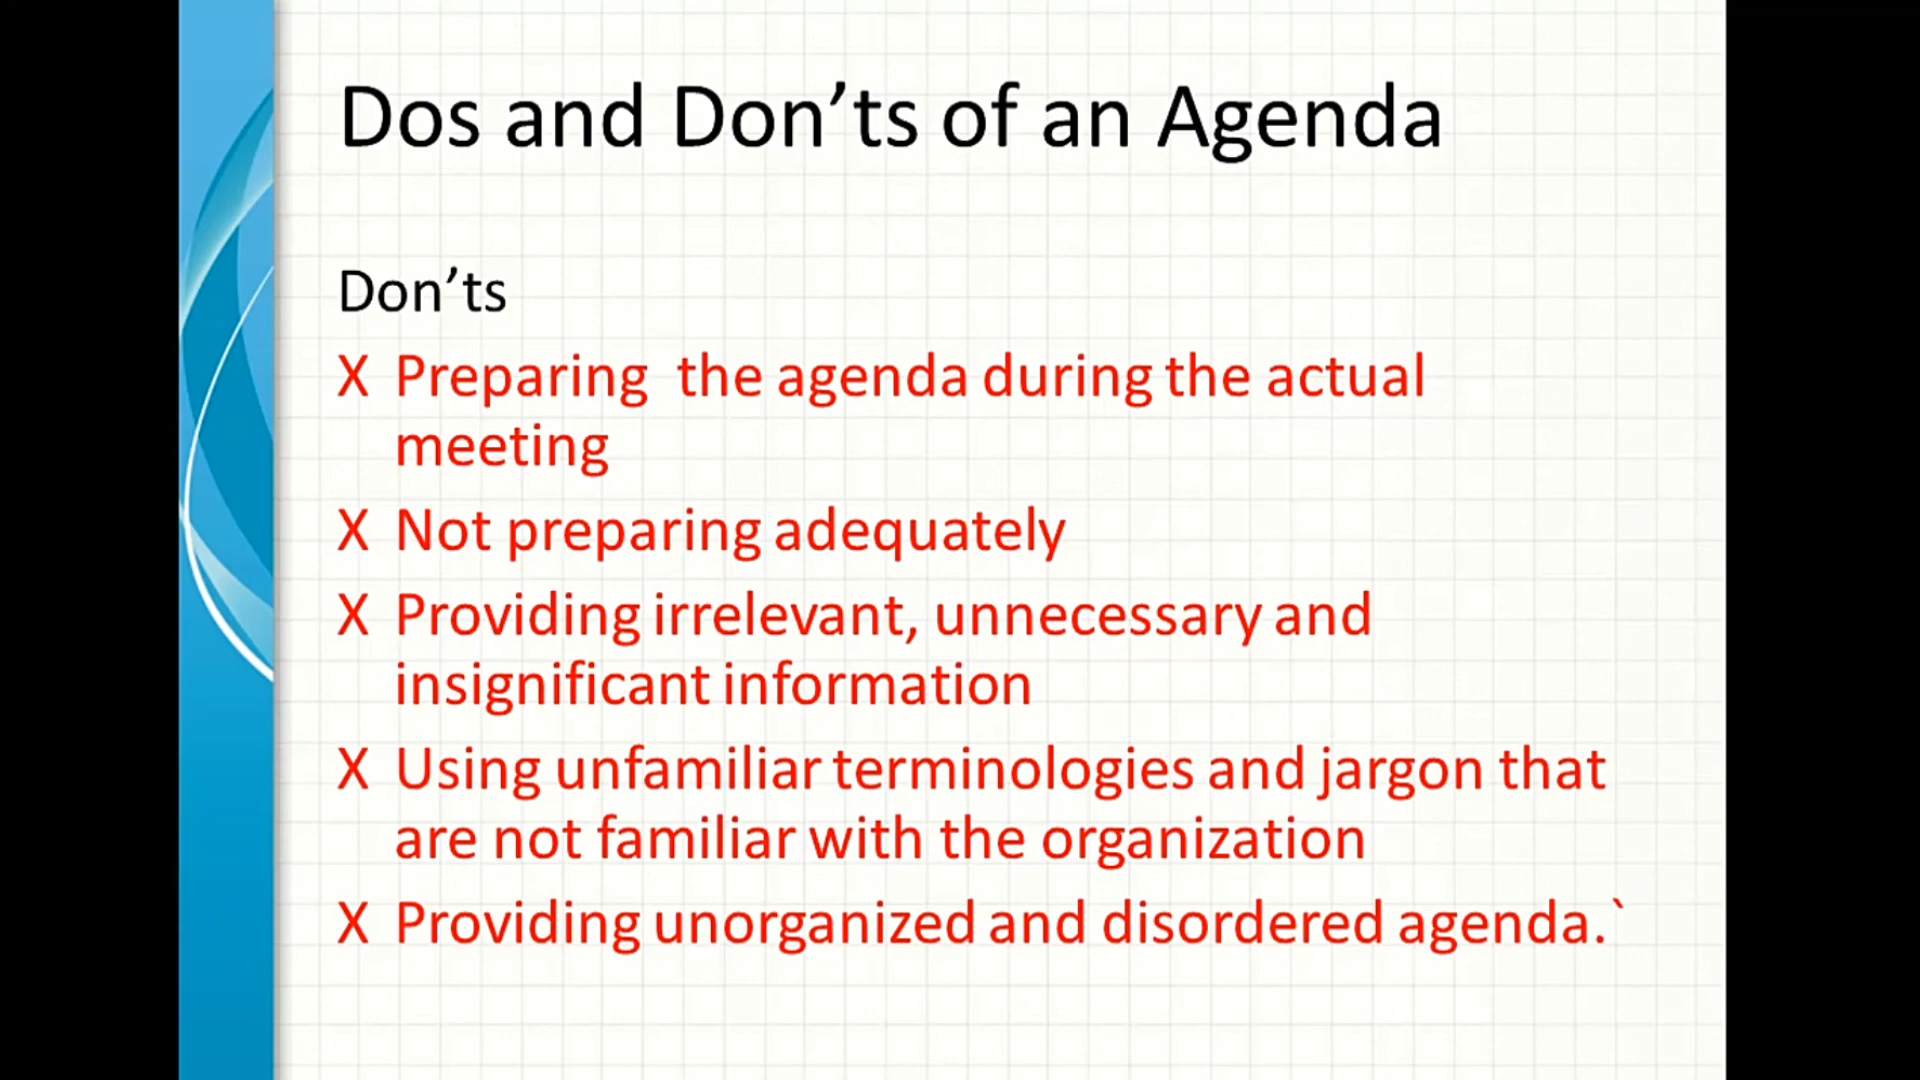 Dos and Don’ts of an Agenda
Don’ts
X Preparing the agenda during the actual
meeting
X Not preparing adequately
X Providing irrelevant, unnecessary and
insignificant information
X Using unfamiliar terminologies and jargon that
are not familiar with the organization
X Providing unorganized and disordered agenda.`